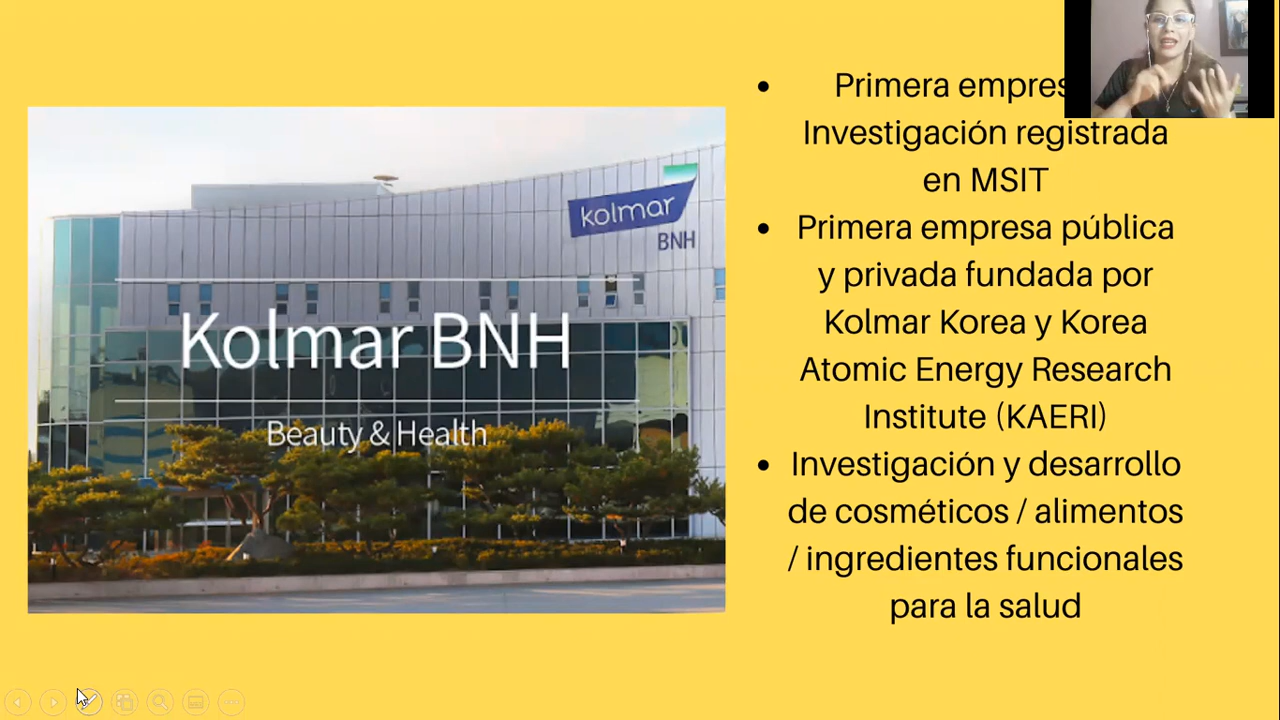 kolmar
BNH
Kolmar BNH
Beauty & Health
Primera
Investigación registrada
en MSIT
Primera empresa pública
y privada fundada por
Kolmar Korea y Korea
Atomic Energy Research
Institute (KAERI)
Investigación y desarrollo
de cosméticos / alimentos
/ ingredientes funcionales
para la salud